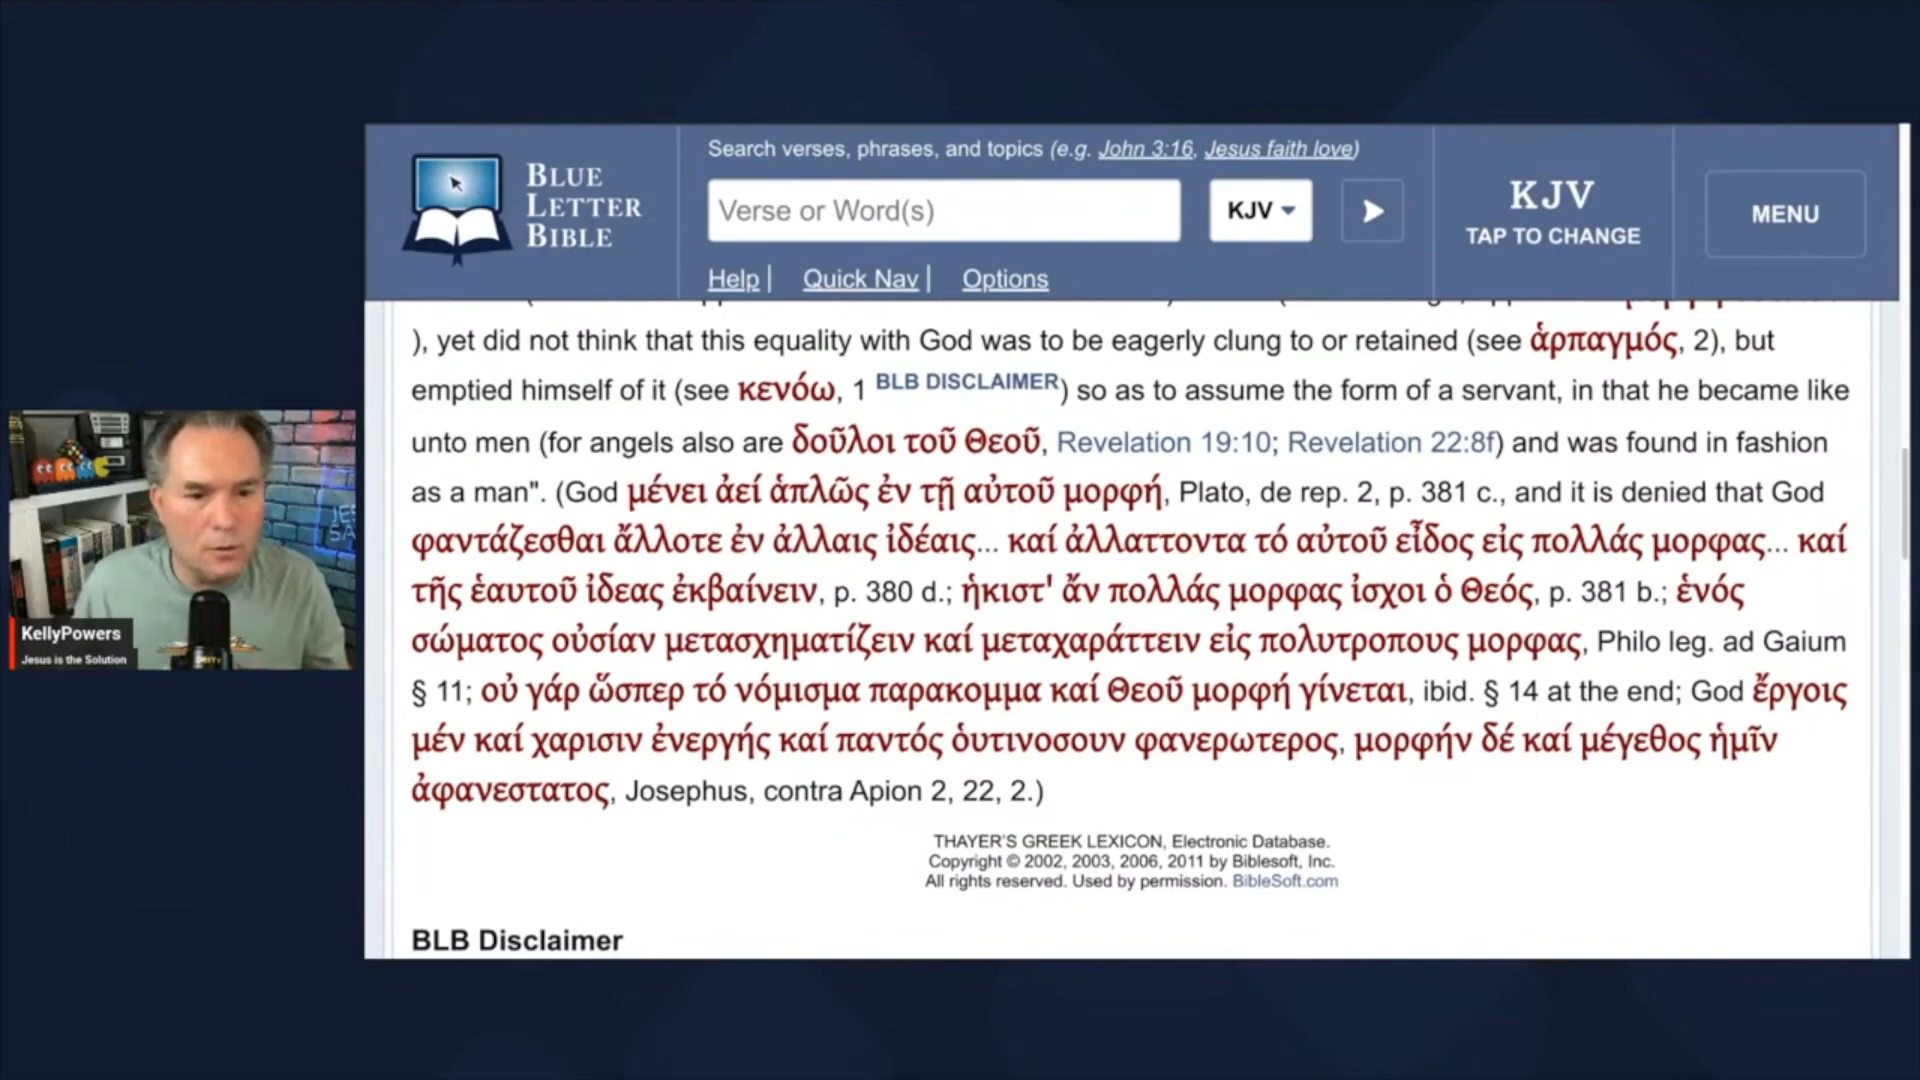 BLUE
LETTER
BIBLE
Search verses, phrases, and topics (e.g. John 3:16, Jesus faith love)
Verse or Word(s)
KJV
Help |
Quick Nav |
Options
KJV
TAP TO CHANGE
MENU
), yet did not think that this equality with God was to be eagerly clung to or retained (see ἁρπαγμός, 2), but
emptied himself of it (see κενόω, 1 BLB DISCLAIMER) so as to assume the form of a servant, in that he became like
unto men (for angels also are δοῦλοι τοῦ Θεοῦ, Revelation 19:10; Revelation 22:8f) and was found in fashion
as a man". (God μένει ἀεί ἁπλῶς ἐν τῇ αὐτοῦ μορφή, Plato, de rep. 2, p. 381 c., and it is denied that God
φαντάζεσθαι ἄλλοτε ἐν ἀλλαις ἰδέαις... καί ἀλλαττοντα τό αὐτοῦ εἶδος εἰς πολλάς μορφας... καί
τῆς ἑαυτοῦ ἰδεας ἐκβαίνειν, p. 380 d.; ἡκιστ' ἄν πολλάς μορφας ἰσχοι ὁ Θεός, p. 381 b.; ἑνός
σώματος οὐσίαν μετασχηματίζειν καί μεταχαράττειν εἰς πολυτροπους μορφας, Philo leg. ad Gaium
§ 11; οὐ γάρ ὥσπερ τό νόμισμα παρακομμα καί Θεοῦ μορφή γίνεται, ibid. § 14 at the end; God ἔργοις
μέν καί χαρισιν ἐνεργής καί παντός ὁυτινοσουν φανερωτερος, μορφήν δέ καί μέγεθος ἡμῖν
ἀφανεστατος, Josephus, contra Apion 2, 22, 2.)
THAYER'S GREEK LEXICON, Electronic Database.
Copyright © 2002, 2003, 2006, 2011 by Biblesoft, Inc.
All rights reserved. Used by permission. BibleSoft.com
BLB Disclaimer
KellyPowers
Jesus is the Solution